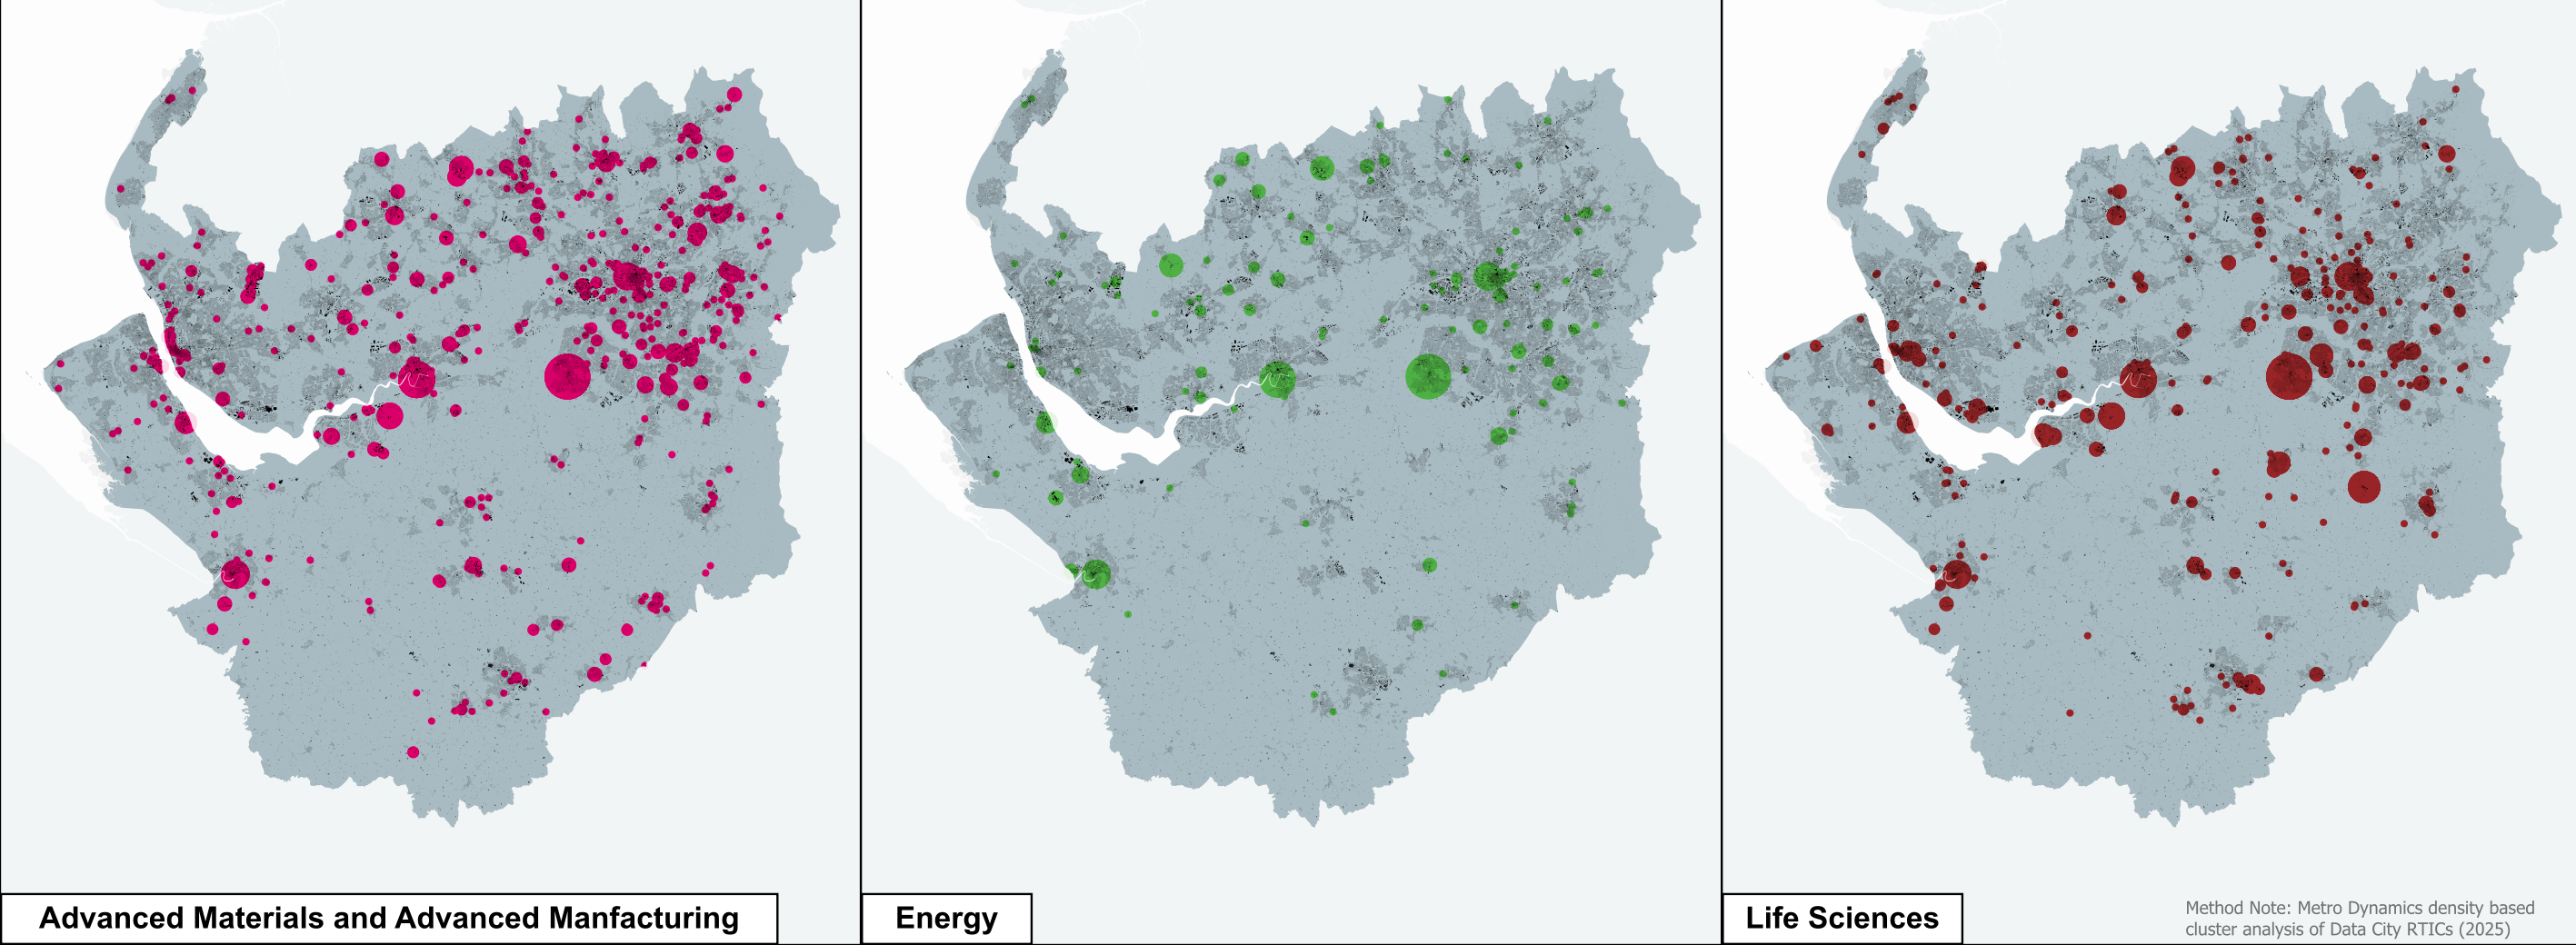 Advanced Materials and Advanced Manfacturing
Energy
Life Sciences
Method Note: Metro Dynamics density based
cluster analysis of Data City RTICs (2025)